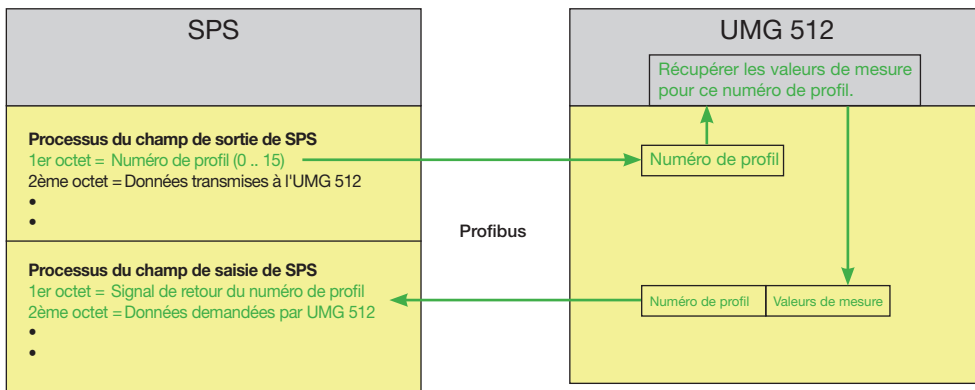 SPS
Processus du champ de sortie de SPS
1er octet = Numéro de profil (0 .. 15)
2ème octet = Données transmises à l'UMG 512
•
•
Processus du champ de saisie de SPS
1er octet = Signal de retour du numéro de profil
2ème octet = Données demandées par UMG 512
•
•
Profibus
UMG 512
Récupérer les valeurs de mesure
pour ce numéro de profil.
Numéro de profil
Numéro de profil
Valeurs de mesure